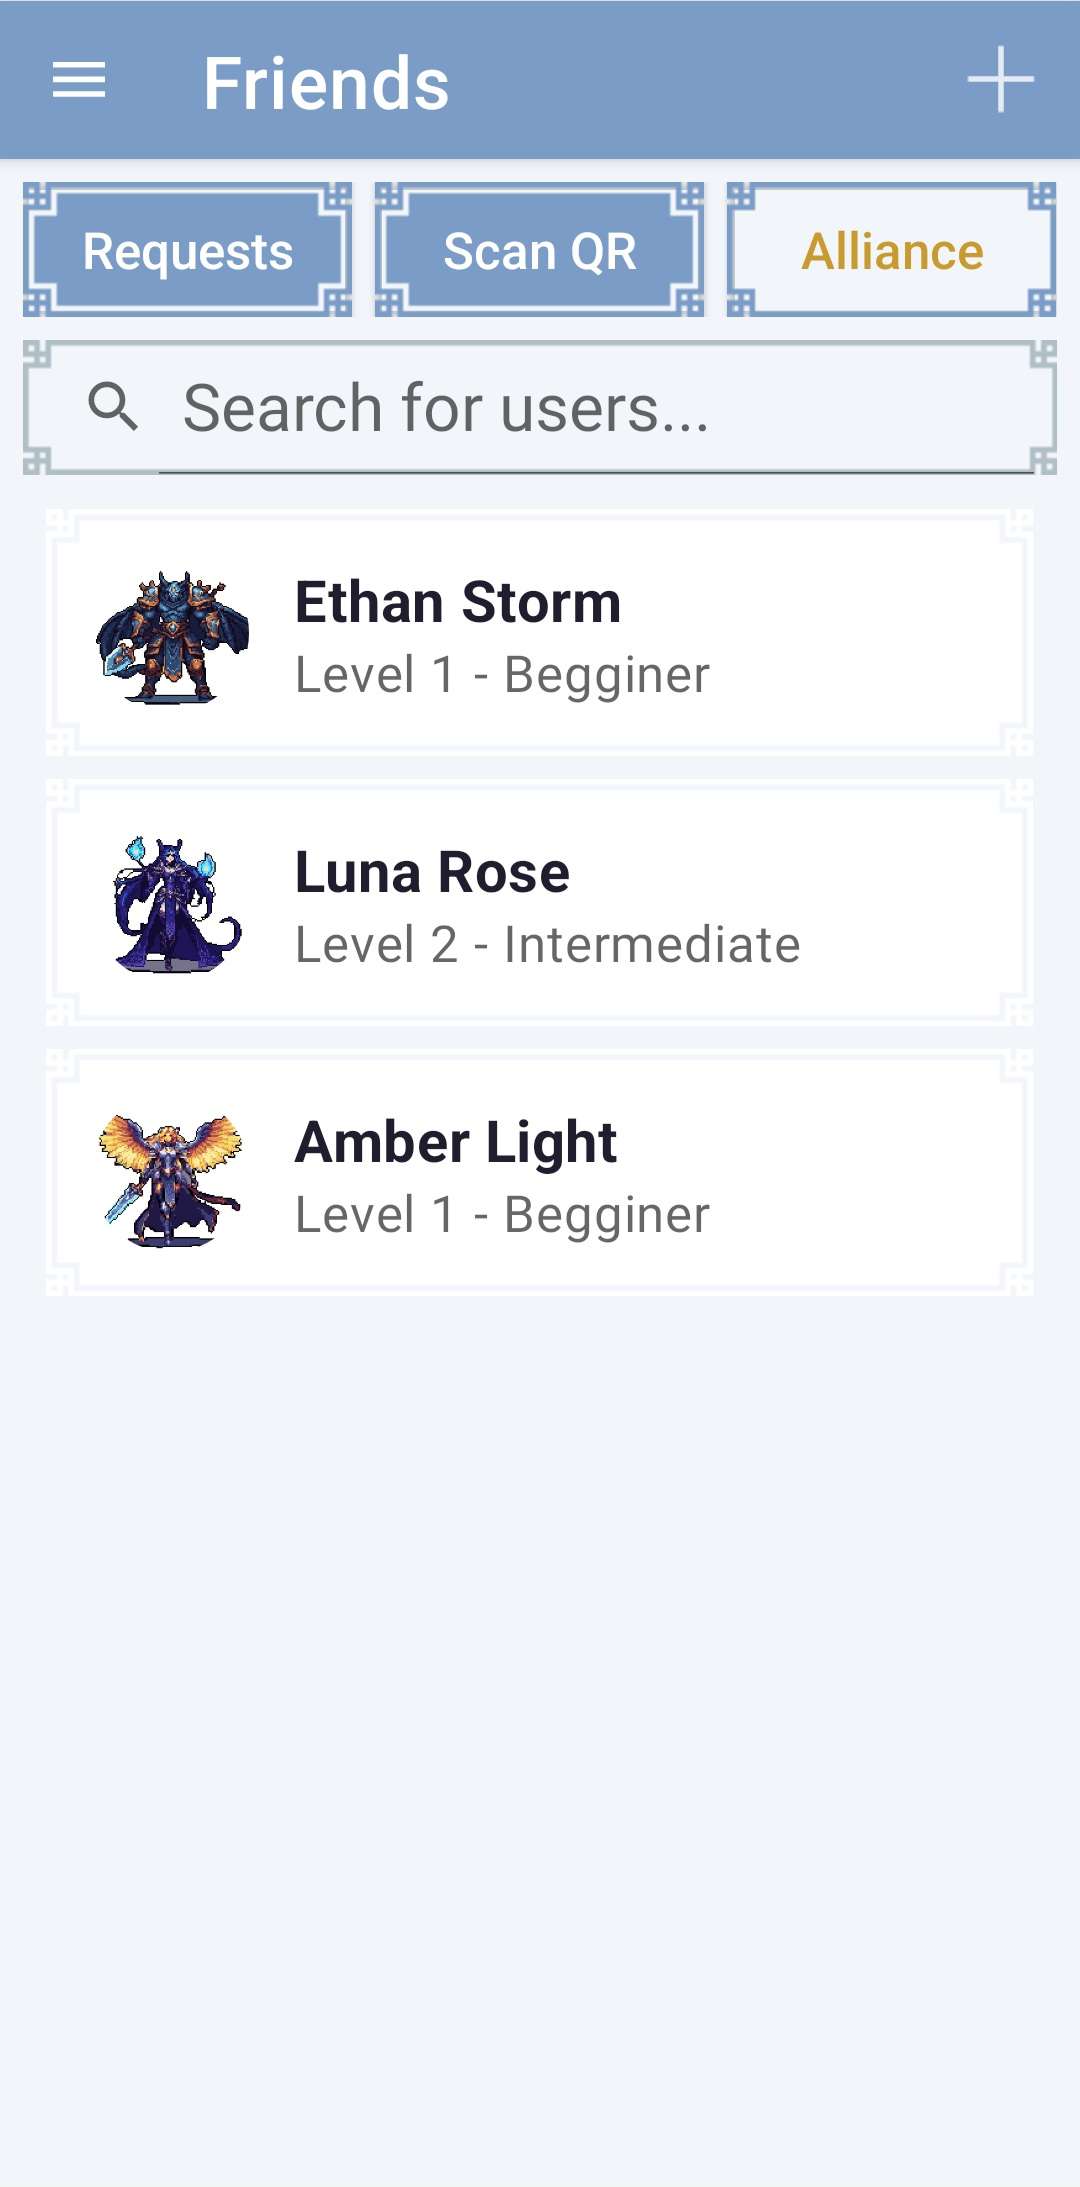 Friends
Requests
Scan QR
Alliance
Search for users...
Ethan Storm
Level 1 - Begginer
Luna Rose
Level 2 - Intermediate
Amber Light
Level 1 - Begginer